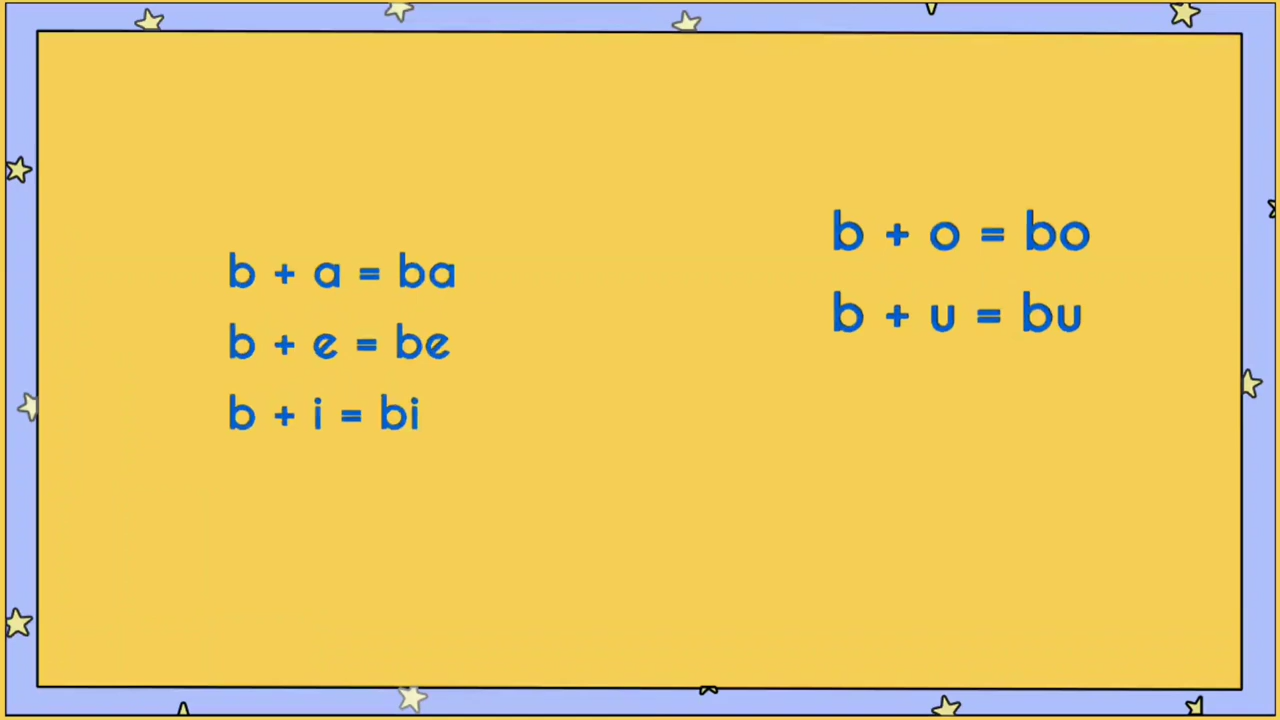 b + a = ba
b + e = be
b + i = bi
b + o = bo
b + u = bu